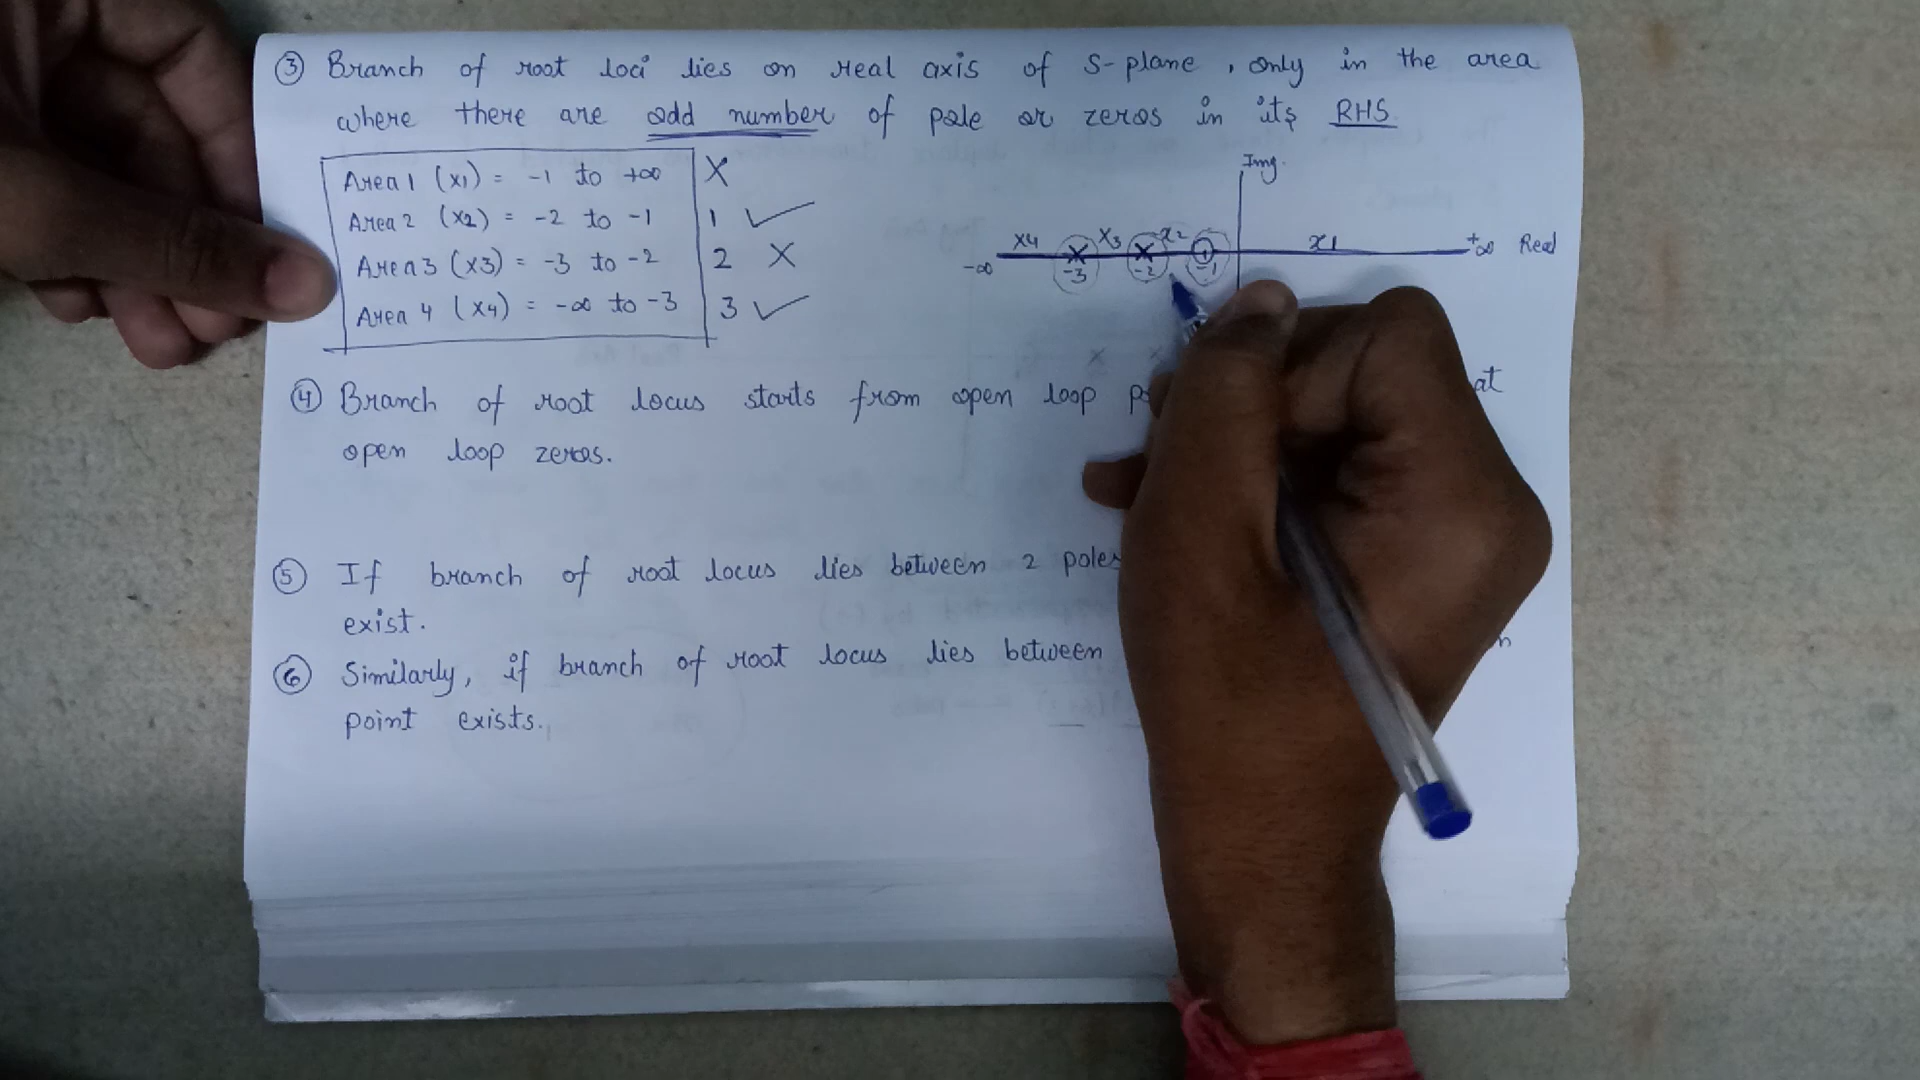 ③ Branch of root loci lies on real axis of s-plane, only in the area
where there are odd number of pole or zeros in its RHS
Area 1 (x1) = -1 to +∞ X
Area 2 (x2) = -2 to -1 1 ✓
Area 3 (x3) = -3 to -2 2 X
Area 4 (x4) = -∞ to -3 3 ✓
Img.
x4 x3 x2 x1
-∞ +∞ Real
-3 -2 -1
④ Branch of root locus starts from open loop at
open loop zeros.
⑤ If branch of root locus lies between 2 poles
exist.
⑥ Similarly, if branch of root locus lies between
point exists.